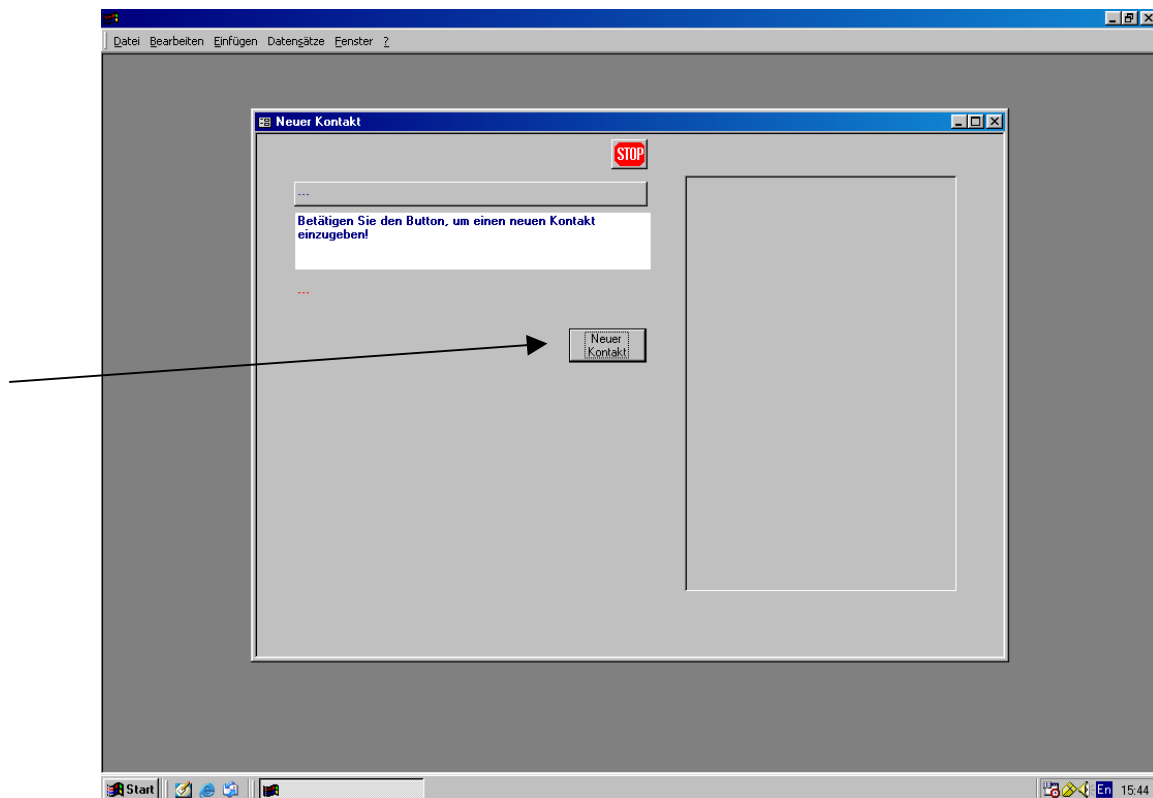 Datei Bearbeiten Einfügen Datensätze Fenster ?
Neuer Kontakt
STOP
---
Betätigen Sie den Button, um einen neuen Kontakt
einzugeben!
---
Neuer
Kontakt
Start
En 15:44